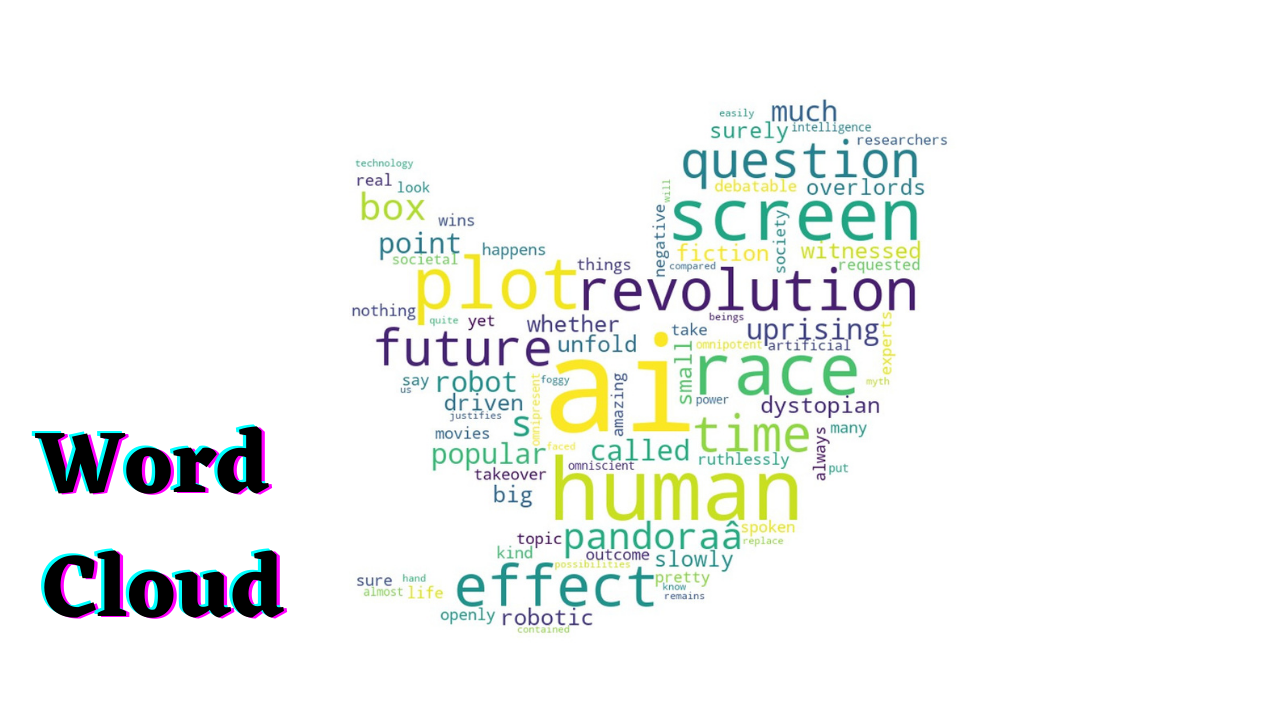 easily much
surely intelligence
researchers
question
technology
real look
will debatable overlords
box
screen
wins
negative society
point happens
fiction witnessed
societal
things compared requested
plot
revolution
nothing
quite yet whether
beings
take uprising
experts
future unfold
omnipotent artificial
ai
small race
say robot foggy
us
omnipresent amazing
myth
driven
power dystopian
justifies
s
movies
time many
faced
popular called ruthlessly always
omniscient put
takeover
human
big
Word
spoken
topic pandoraâ replace
kind outcome slowly
possibilities
sure hand effect pretty
know
almost life remains
openly robotic
contained
Cloud